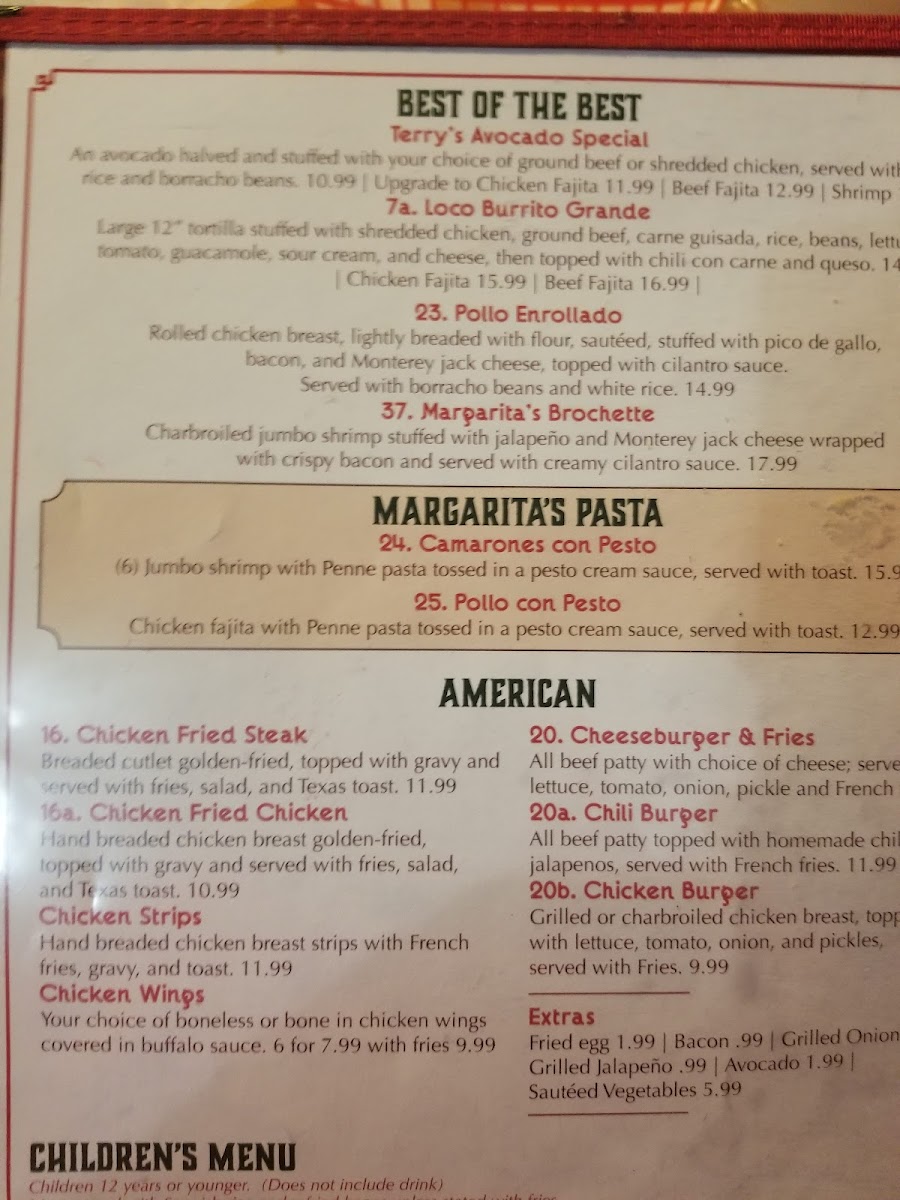 BEST OF THE BEST
Terry's Avocado Special
An avocado halved and stuffed with your choice of ground beef or shredded chicken, served with
rice and borracho beans. 10.99 | Upgrade to Chicken Fajita 11.99 | Beef Fajita 12.99 | Shrimp
7a. Loco Burrito Grande
Large 12" tortilla stuffed with shredded chicken, ground beef, carne guisada, rice, beans,
tomato, guacamole, sour cream, and cheese, then topped with chili con carne and queso.
| Chicken Fajita 15.99 | Beef Fajita 16.99 |
23. Pollo Enrollado
Rolled chicken breast, lightly breaded with flour, sautéed, stuffed with pico de gallo,
bacon, and Monterey jack cheese, topped with cilantro sauce.
Served with borracho beans and white rice. 14.99
37. Margarita's Brochette
Charbroiled jumbo shrimp stuffed with jalapeño and Monterey jack cheese wrapped
with crispy bacon and served with creamy cilantro sauce. 17.99
MARGARITA'S PASTA
24. Camarones con Pesto
(6) Jumbo shrimp with Penne pasta tossed in a pesto cream sauce, served with toast. 15.9
25. Pollo con Pesto
Chicken fajita with Penne pasta tossed in a pesto cream sauce, served with toast. 12.99
AMERICAN
16. Chicken Fried Steak
Breaded cutlet golden-fried, topped with gravy and
served with fries, salad, and Texas toast. 11.99
16a. Chicken Fried Chicken
Hand breaded chicken breast golden-fried,
topped with gravy and served with fries, salad,
and Texas toast. 10.99
Chicken Strips
Hand breaded chicken breast strips with French
fries, gravy, and toast. 11.99
Chicken Wings
Your choice of boneless or bone in chicken wings
covered in buffalo sauce. 6 for 7.99 with fries 9.99
20. Cheeseburger & Fries
All beef patty with choice of cheese; serve
lettuce, tomato, onion, pickle and French
20a. Chili Burger
All beef patty topped with homemade chil
jalapenos, served with French fries. 11.99
20b. Chicken Burger
Grilled or charbroiled chicken breast, topp
with lettuce, tomato, onion, and pickles,
served with Fries. 9.99
Extras
Fried egg 1.99 | Bacon .99 | Grilled Onion
Grilled Jalapeño .99 | Avocado 1.99 |
Sautéed Vegetables 5.99
CHILDREN'S MENU
Children 12 years or younger. (Does not include drink)